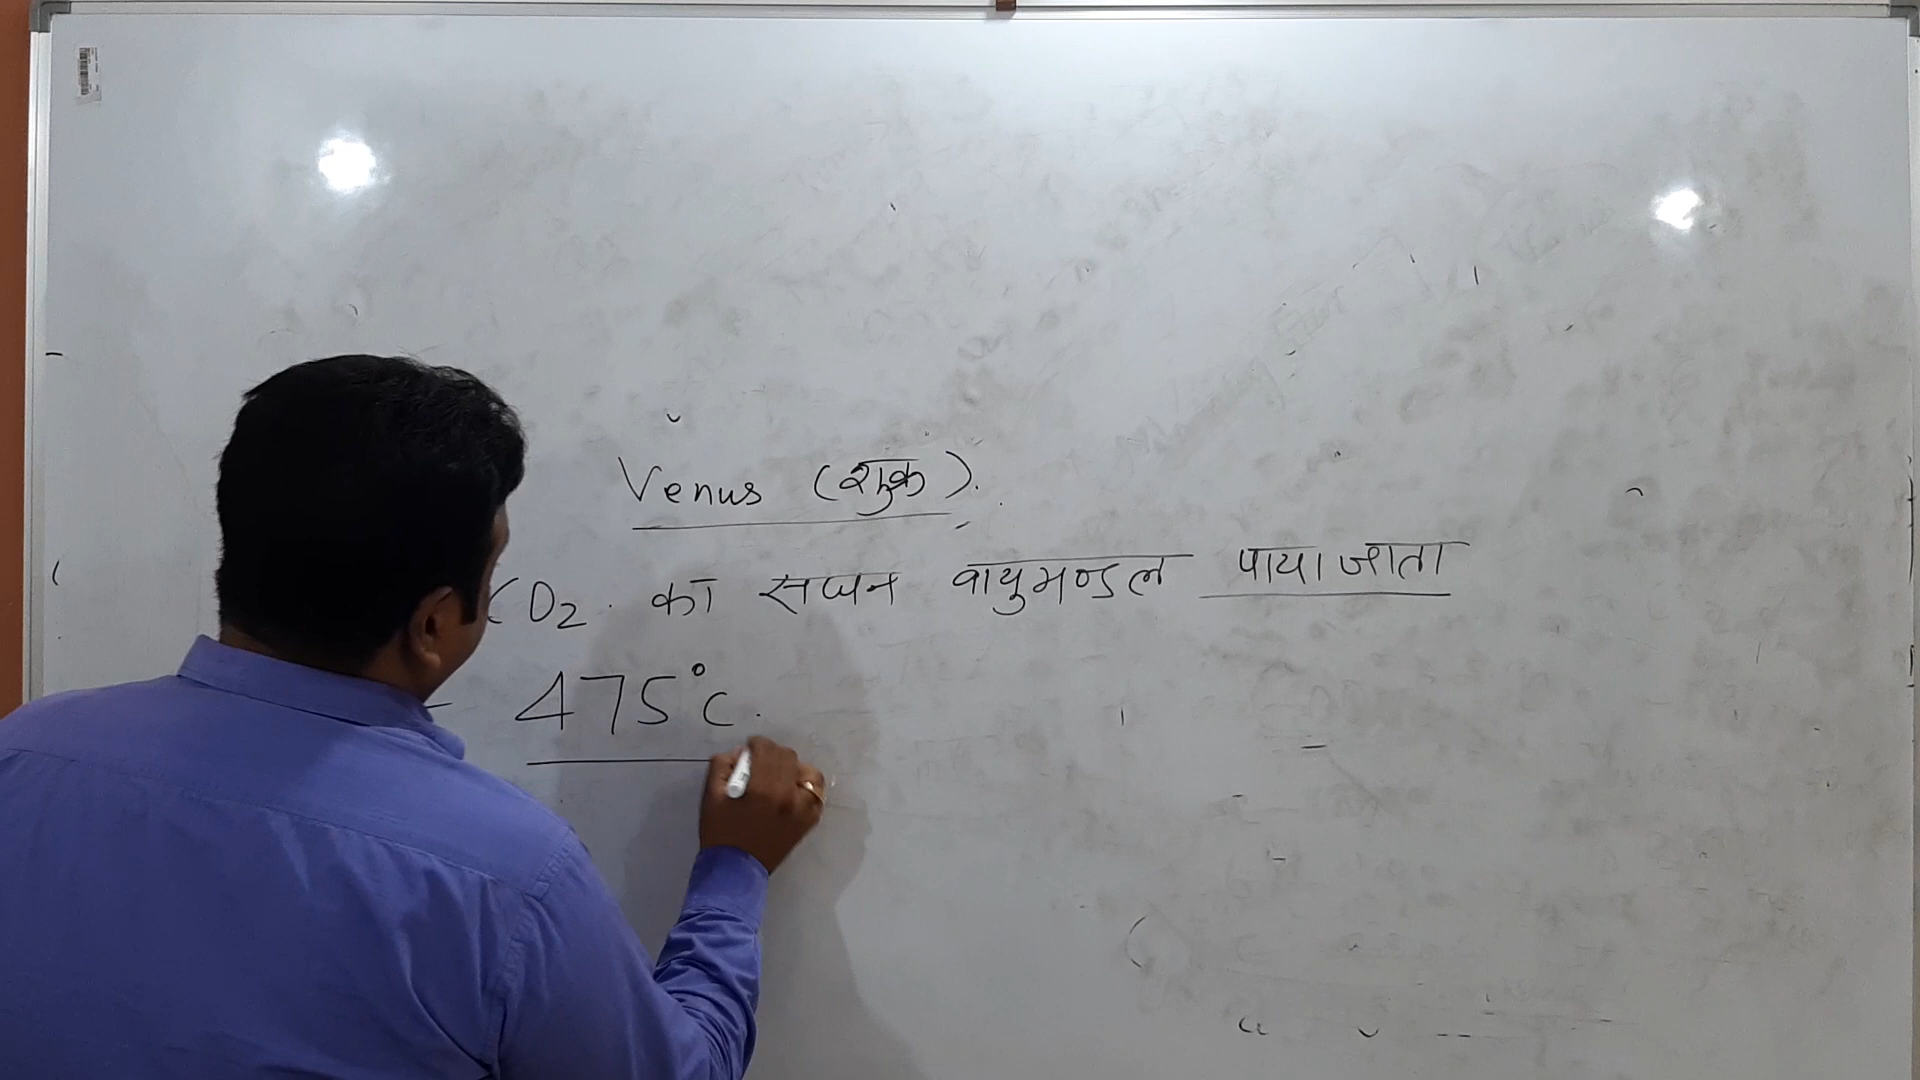 Venus (शुक्र).
CO2 का सघन वायुमण्डल पाया जाता
- 475°C.